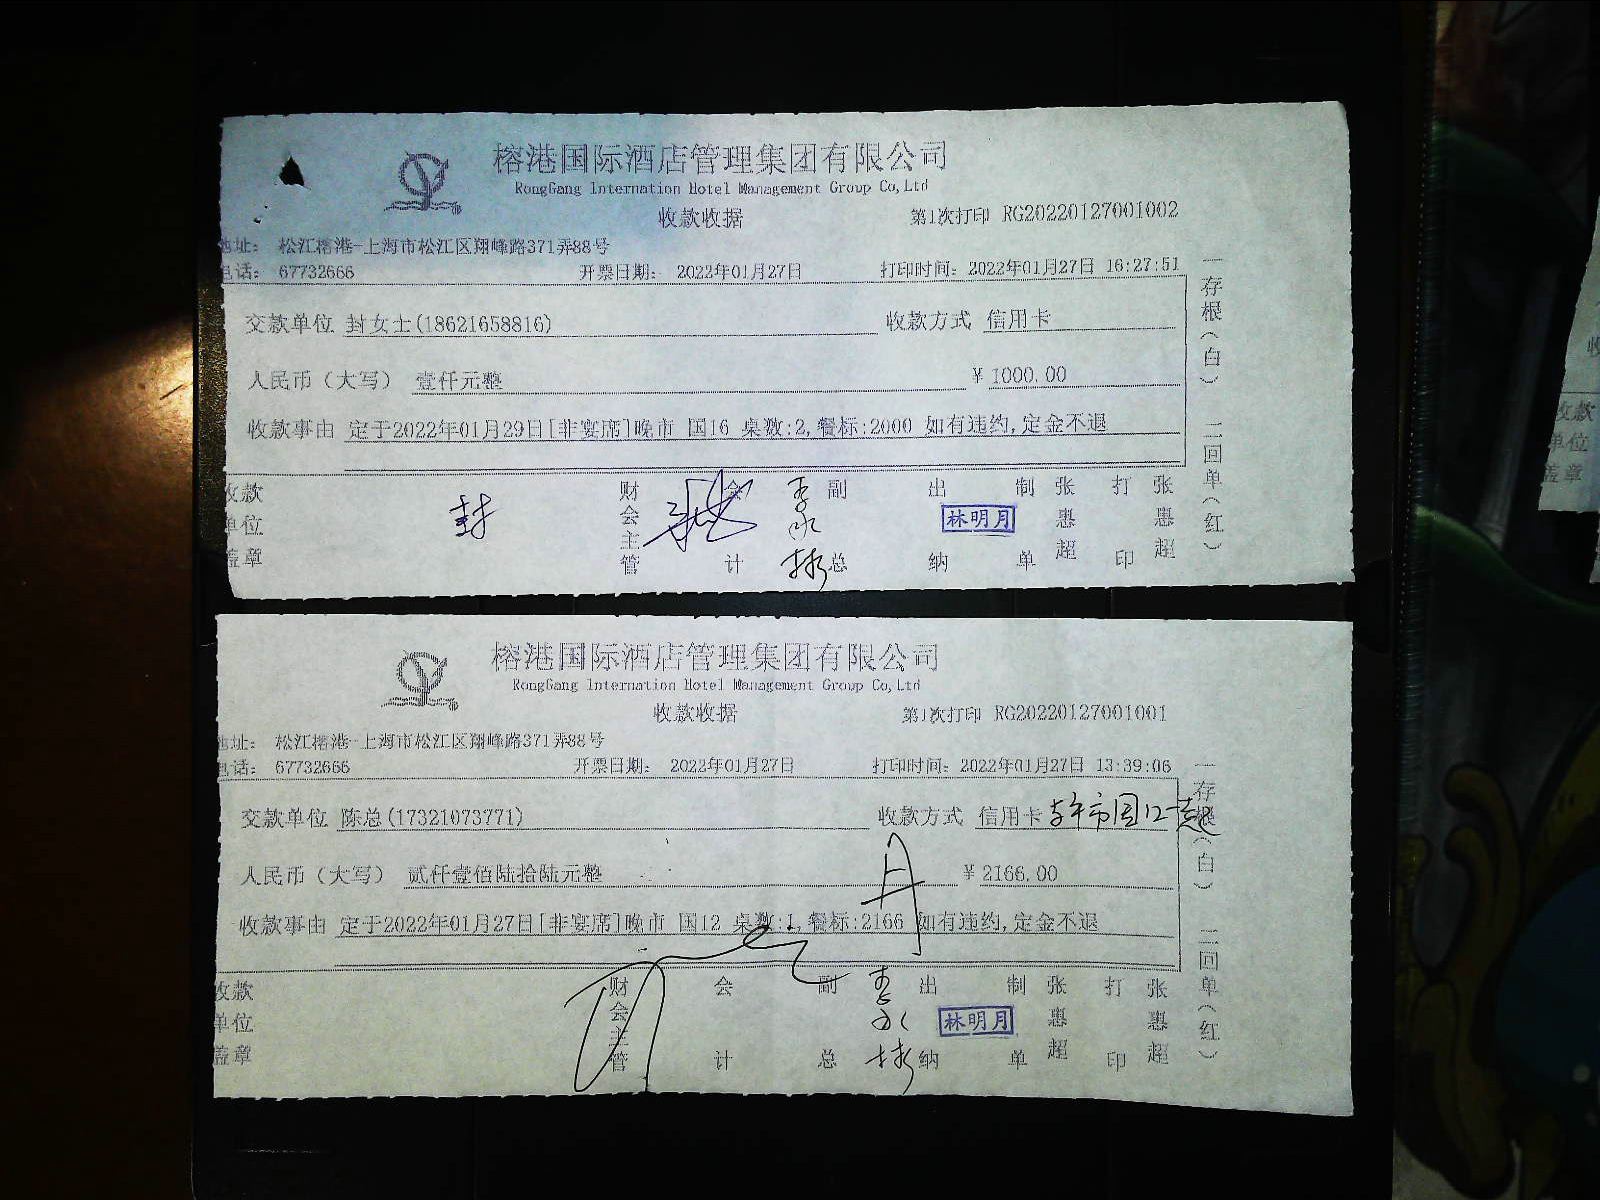 榕港国际酒店管理集团有限公司
RongGang Internation Hotel Management Group Co,Ltd
收款收据
第1次打印 RG20220127001002
地址： 松江榕港-上海市松江区翔峰路371弄88号
电话： 67732666 开票日期： 2022年01月27日 打印时间：2022年01月27日 16:27:51
交款单位 封女士(18621658816) 收款方式 信用卡
人民币（大写） 壹仟元整 ¥ 1000.00
收款事由 定于2022年01月29日[非宴席]晚市 国16 桌数:2,餐标:2000 如有违约,定金不退
一存根（白） 二回单（红）
收款单位盖章 封 财会主管 会计 李永彬 副总 出纳 林明月 制单 张惠超 打印 张惠超
榕港国际酒店管理集团有限公司
RongGang Internation Hotel Management Group Co,Ltd
收款收据
第1次打印 RG20220127001001
地址： 松江榕港-上海市松江区翔峰路371弄88号
电话： 67732666 开票日期： 2022年01月27日 打印时间：2022年01月27日 13:39:06
交款单位 陈总(17321073771) 收款方式 信用卡
人民币（大写） 贰仟壹佰陆拾陆元整 ¥ 2166.00
收款事由 定于2022年01月27日[非宴席]晚市 国12 桌数:1,餐标:2166 如有违约,定金不退
一存根（白） 二回单（红）
收款单位盖章 财会主管 会计 副总 李永彬 出纳 林明月 制单 张惠超 打印 张惠超
收款
单位
盖章